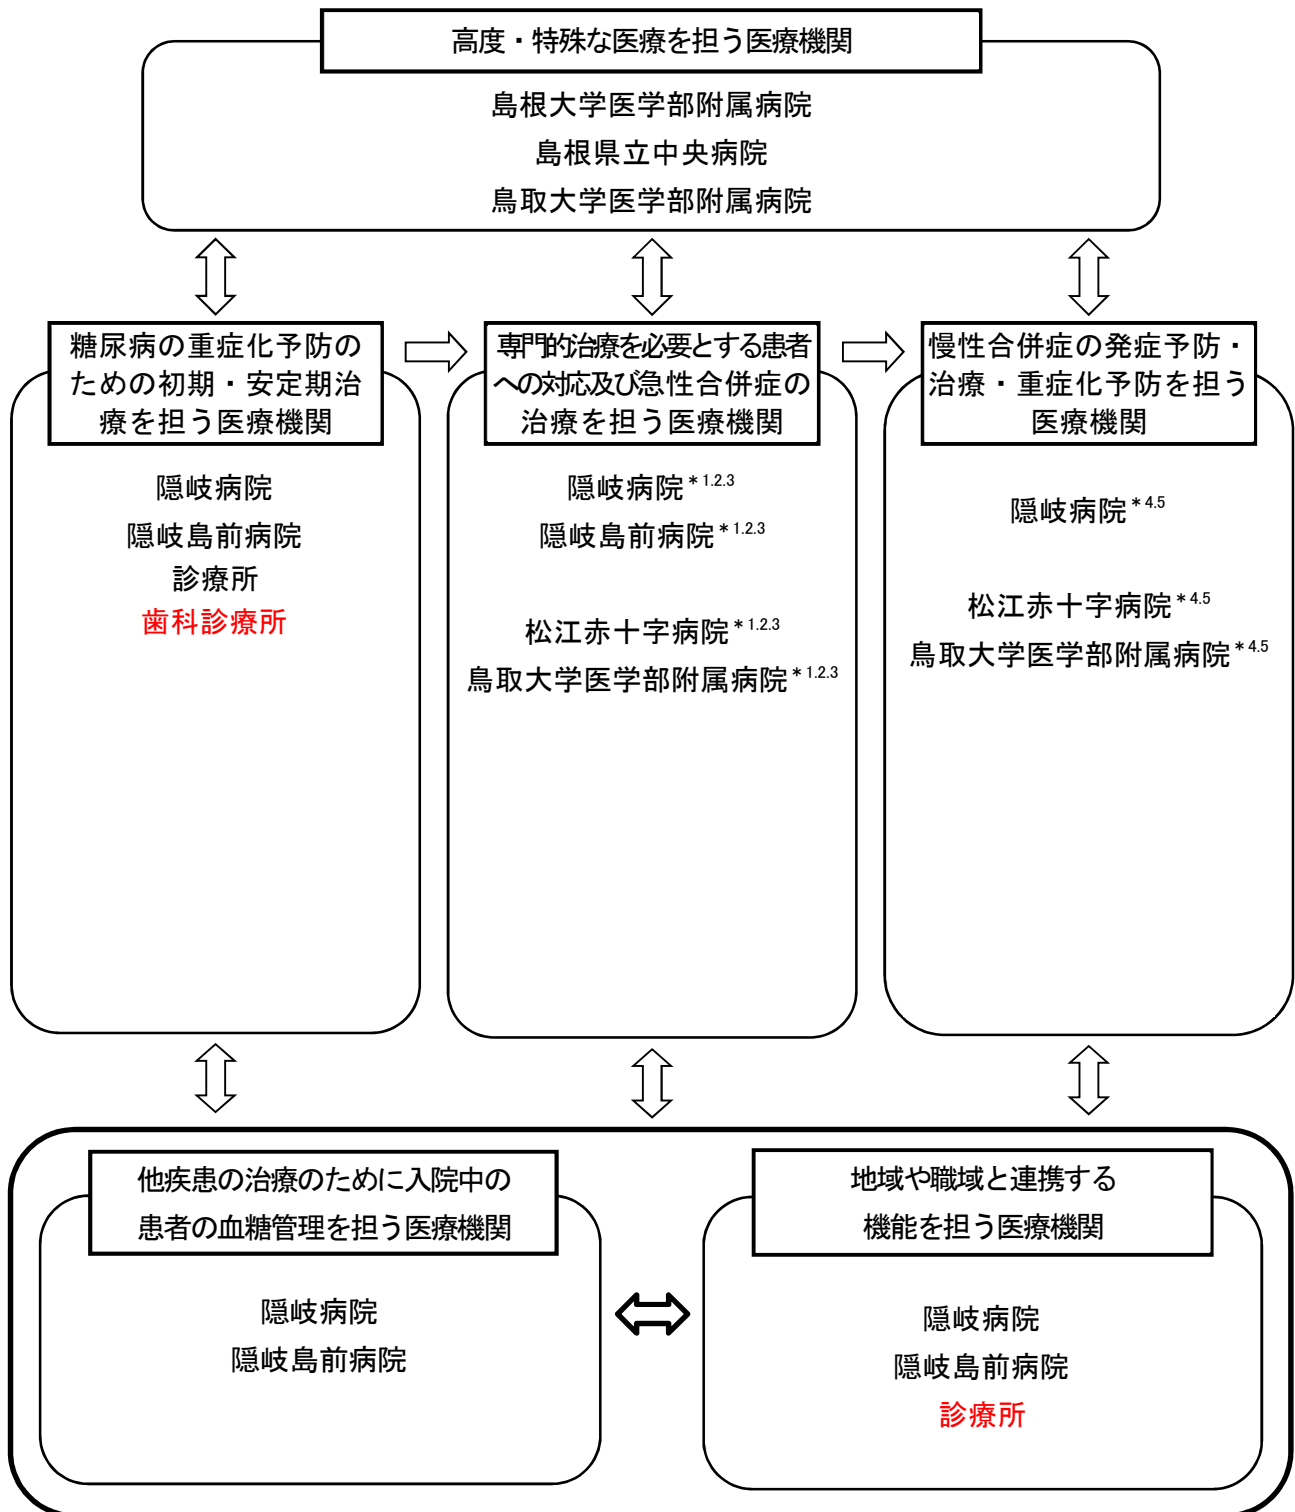 高度・特殊な医療を担う医療機関
島根大学医学部附属病院
島根県立中央病院
鳥取大学医学部附属病院
糖尿病の重症化予防の
ための初期・安定期治
療を担う医療機関
隠岐病院
隠岐島前病院
診療所
歯科診療所
専門的治療を必要とする患者
への対応及び急性合併症の
治療を担う医療機関
隠岐病院*1.2.3
隠岐島前病院*1.2.3
松江赤十字病院*1.2.3
鳥取大学医学部附属病院*1.2.3
慢性合併症の発症予防・
治療・重症化予防を担う
医療機関
隠岐病院*4.5
松江赤十字病院*4.5
鳥取大学医学部附属病院*4.5
他疾患の治療のために入院中の
患者の血糖管理を担う医療機関
隠岐病院
隠岐島前病院
地域や職域と連携する
機能を担う医療機関
隠岐病院
隠岐島前病院
診療所